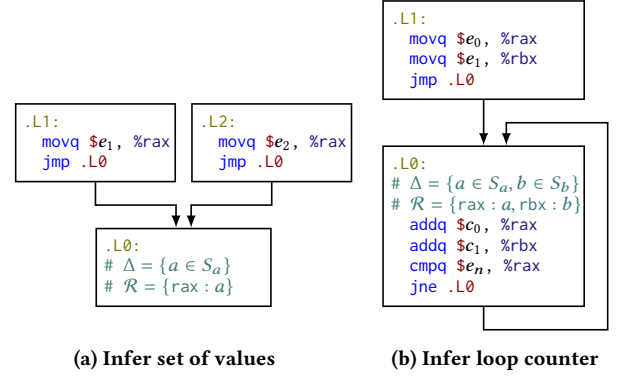 .L1:
movq $e₁, %rax
jmp .L0
.L2:
movq $e₂, %rax
jmp .L0
.L0:
# Δ = {a ∈ Sₐ}
# ℛ = {rax : a}
(a) Infer set of values
.L1:
movq $e₀, %rax
movq $e₁, %rbx
jmp .L0
.L0:
# Δ = {a ∈ Sₐ, b ∈ S_b}
# ℛ = {rax : a, rbx : b}
addq $c₀, %rax
addq $c₁, %rbx
cmpq $eₙ, %rax
jne .L0
(b) Infer loop counter